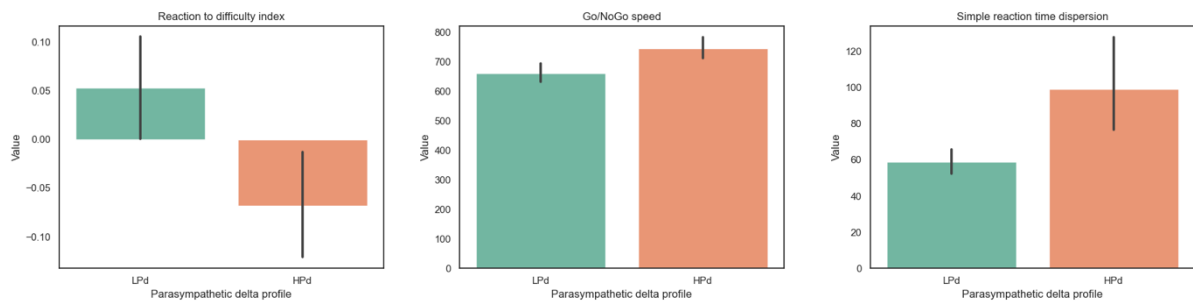 Reaction to difficulty index
0.10
0.05
0.00
−0.05
−0.10
Value
LPd
HPd
Parasympathetic delta profile
Go/NoGo speed
800
700
600
500
400
300
200
100
0
Value
LPd
HPd
Parasympathetic delta profile
Simple reaction time dispersion
120
100
80
60
40
20
0
Value
LPd
HPd
Parasympathetic delta profile